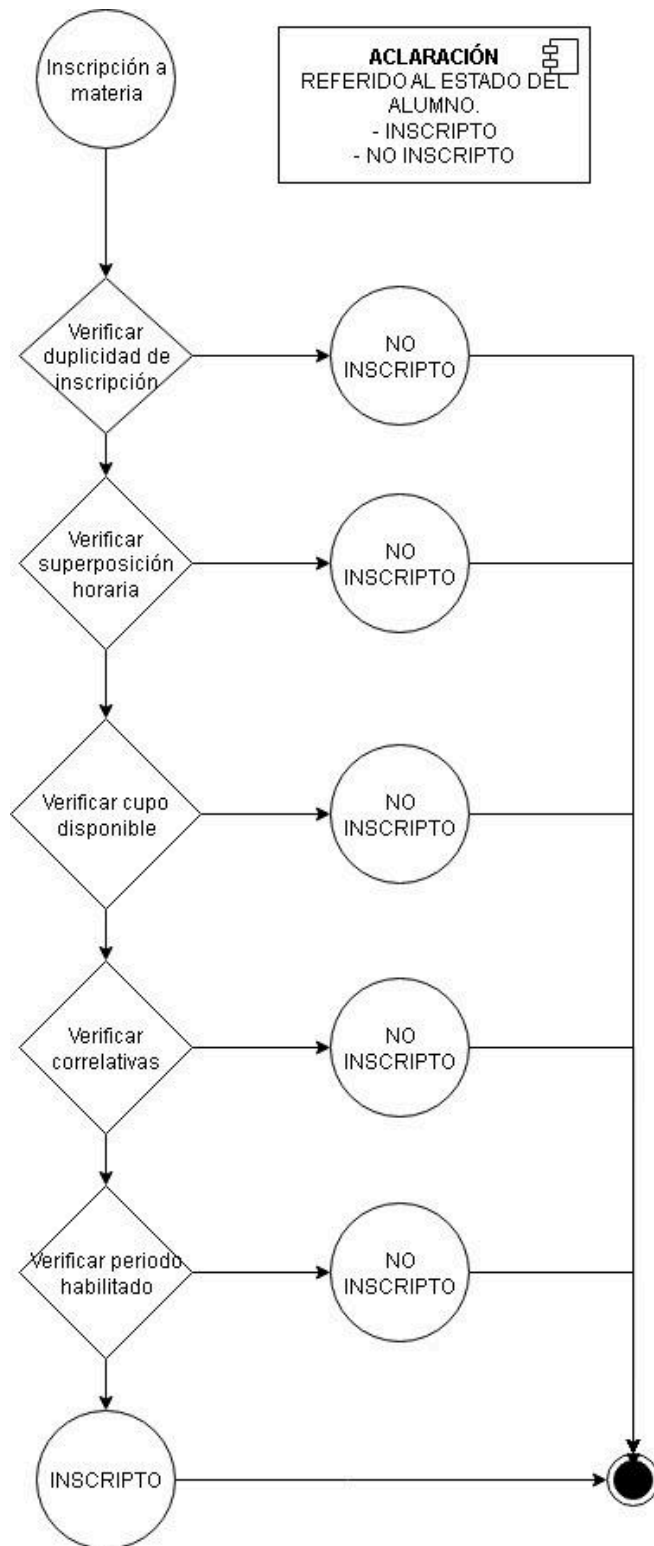 Inscripción a
materia
ACLARACIÓN
REFERIDO AL ESTADO DEL
ALUMNO.
- INSCRIPTO
- NO INSCRIPTO
Verificar
duplicidad de
inscripción
NO
INSCRIPTO
Verificar
superposición
horaria
NO
INSCRIPTO
Verificar cupo
disponible
NO
INSCRIPTO
Verificar
correlativas
NO
INSCRIPTO
Verificar periodo
habilitado
NO
INSCRIPTO
INSCRIPTO